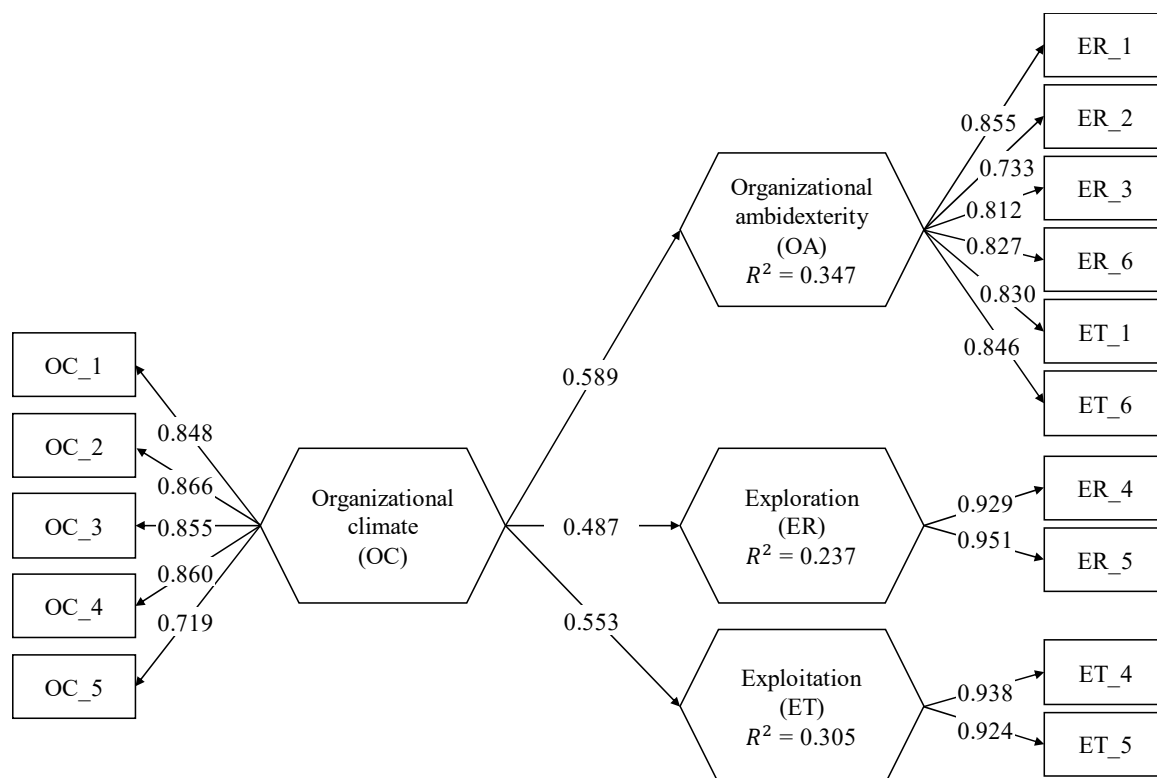 ER_1
0.855
ER_2
0.733
ER_3
0.812
ER_6
0.827
ET_1
0.830
ET_6
0.846
Organizational
ambidexterity
(OA)
R² = 0.347
OC_1
0.848
OC_2
0.866
OC_3
0.855
OC_4
0.860
OC_5
0.719
Organizational
climate
(OC)
0.589
0.487
0.553
Exploration
(ER)
R² = 0.237
0.929
ER_4
0.951
ER_5
Exploitation
(ET)
R² = 0.305
0.938
ET_4
0.924
ET_5